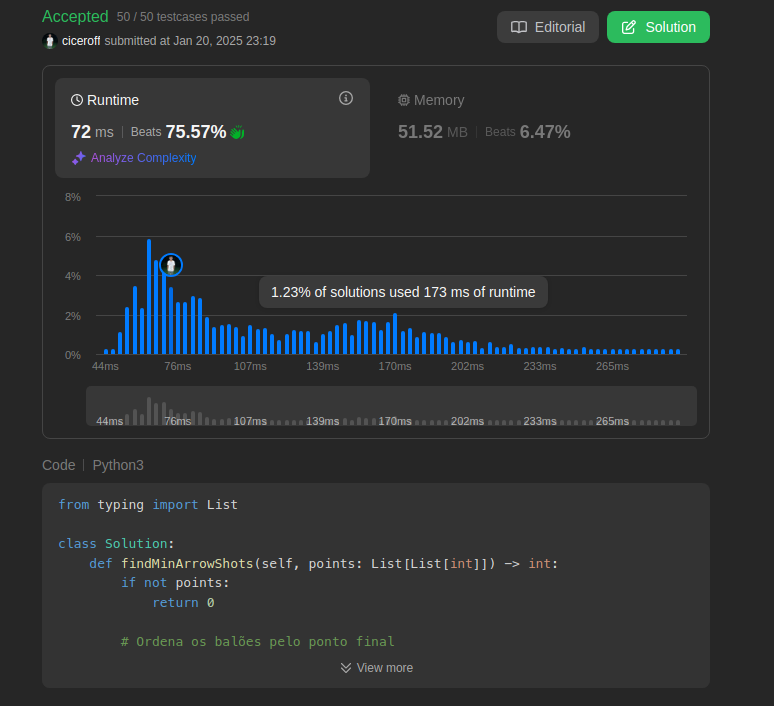 Accepted 50 / 50 testcases passed
ciceroff submitted at Jan 20, 2025 23:19
Editorial
Solution
Runtime
72 ms | Beats 75.57%
Analyze Complexity
Memory
51.52 MB | Beats 6.47%
8%
6%
4%
2%
0%
1.23% of solutions used 173 ms of runtime
44ms 76ms 107ms 139ms 170ms 202ms 233ms 265ms
44ms 76ms 107ms 139ms 170ms 202ms 233ms 265ms
Code | Python3
from typing import List
class Solution:
    def findMinArrowShots(self, points: List[List[int]]) -> int:
        if not points:
            return 0
        # Ordena os balões pelo ponto final
View more